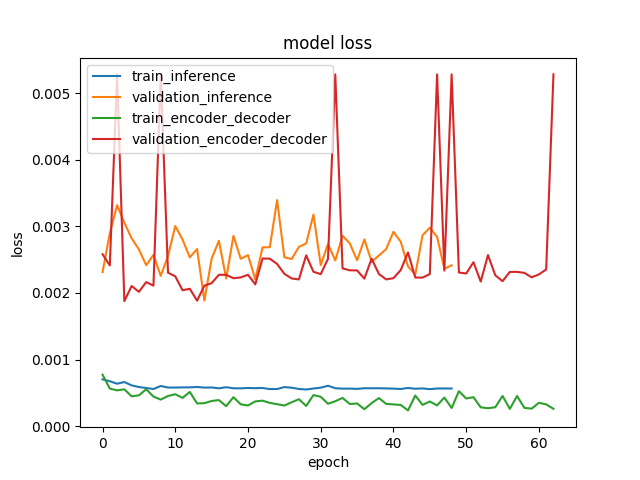 model loss
train_inference
validation_inference
train_encoder_decoder
validation_encoder_decoder
0.005
0.004
0.003
0.002
0.001
0.000
loss
0 10 20 30 40 50 60
epoch